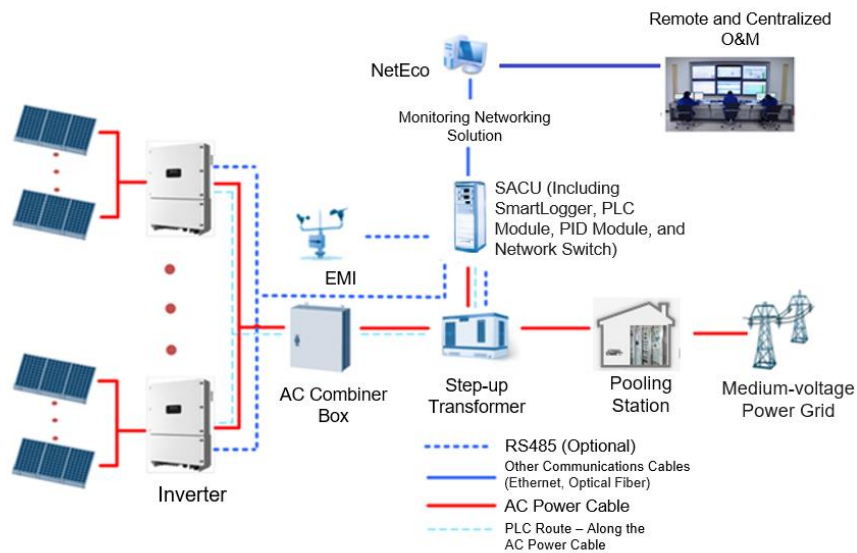 Remote and Centralized
O&M
NetEco
Monitoring Networking
Solution
SACU (Including
SmartLogger, PLC
Module, PID Module, and
Network Switch)
EMI
AC Combiner
Box
Step-up
Transformer
Pooling
Station
Medium-voltage
Power Grid
Inverter
RS485 (Optional)
Other Communications Cables
(Ethernet, Optical Fiber)
AC Power Cable
PLC Route – Along the
AC Power Cable